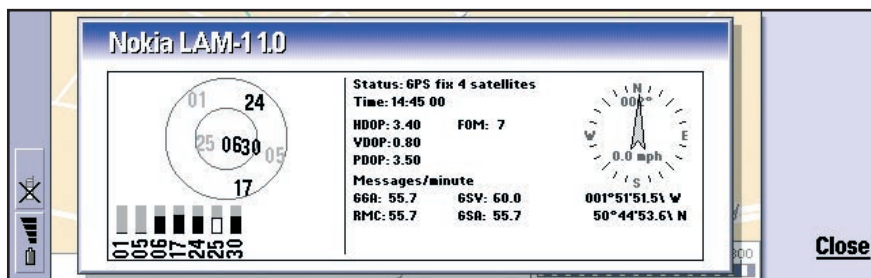 Nokia LAM-1 1.0
01
24
25
06
30
05
17
01
05
06
17
24
25
30
Status: GPS fix 4 satellites
Time: 14:45 00
HDOP: 3.40 FOM: 7
VDOP: 0.80
PDOP: 3.50
Messages/minute
GGA: 55.7 GSV: 60.0
RMC: 55.7 GSA: 55.7
N
002°
W
E
0.0 mph
S
001°51'51.5\ W
50°44'53.6\ N
Close